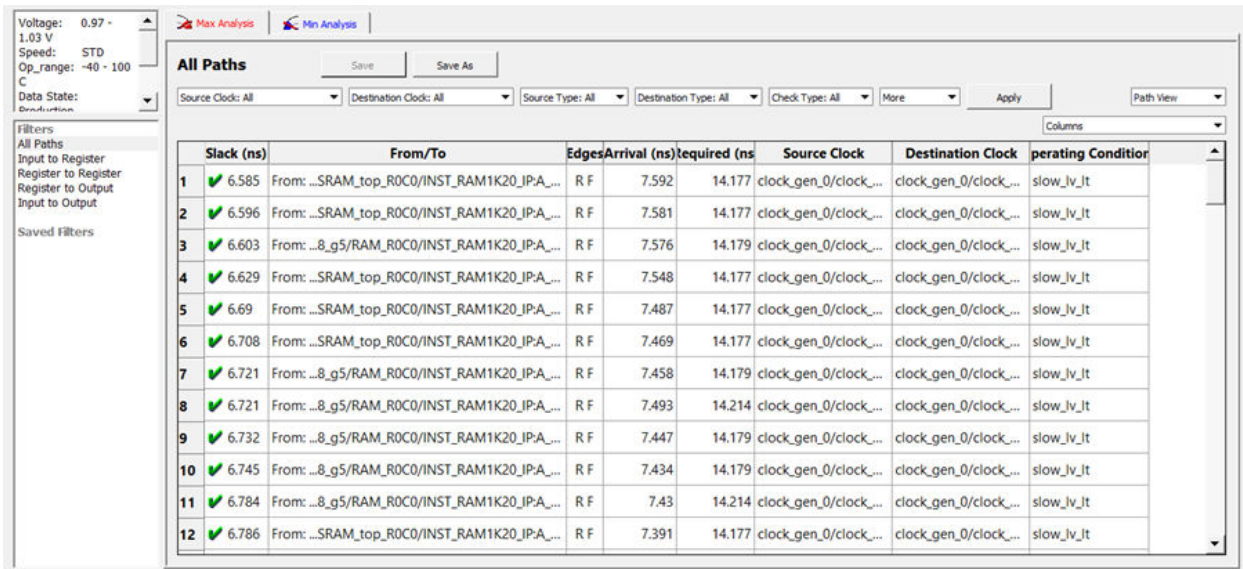 Voltage: 0.97 -
1.03 V
Speed: STD
Op_range: -40 - 100
C
Data State:
Production
Filters
All Paths
Input to Register
Register to Register
Register to Output
Input to Output
Saved Filters
Max Analysis Min Analysis
All Paths Save Save As
Source Clock: All Destination Clock: All Source Type: All Destination Type: All Check Type: All More Apply Path View
Columns
Slack (ns) From/To Edges Arrival (ns) Required (ns Source Clock Destination Clock perating Condition
1 6.585 From: ...SRAM_top_R0C0/INST_RAM1K20_IP:A_... R F 7.592 14.177 clock_gen_0/clock_... clock_gen_0/clock_... slow_lv_lt
2 6.596 From: ...SRAM_top_R0C0/INST_RAM1K20_IP:A_... R F 7.581 14.177 clock_gen_0/clock_... clock_gen_0/clock_... slow_lv_lt
3 6.603 From: ...8_g5/RAM_R0C0/INST_RAM1K20_IP:A_... R F 7.576 14.179 clock_gen_0/clock_... clock_gen_0/clock_... slow_lv_lt
4 6.629 From: ...SRAM_top_R0C0/INST_RAM1K20_IP:A_... R F 7.548 14.177 clock_gen_0/clock_... clock_gen_0/clock_... slow_lv_lt
5 6.69 From: ...SRAM_top_R0C0/INST_RAM1K20_IP:A_... R F 7.487 14.177 clock_gen_0/clock_... clock_gen_0/clock_... slow_lv_lt
6 6.708 From: ...SRAM_top_R0C0/INST_RAM1K20_IP:A_... R F 7.469 14.177 clock_gen_0/clock_... clock_gen_0/clock_... slow_lv_lt
7 6.721 From: ...8_g5/RAM_R0C0/INST_RAM1K20_IP:A_... R F 7.458 14.179 clock_gen_0/clock_... clock_gen_0/clock_... slow_lv_lt
8 6.721 From: ...8_g5/RAM_R0C0/INST_RAM1K20_IP:A_... R F 7.493 14.214 clock_gen_0/clock_... clock_gen_0/clock_... slow_lv_lt
9 6.732 From: ...8_g5/RAM_R0C0/INST_RAM1K20_IP:A_... R F 7.447 14.179 clock_gen_0/clock_... clock_gen_0/clock_... slow_lv_lt
10 6.745 From: ...8_g5/RAM_R0C0/INST_RAM1K20_IP:A_... R F 7.434 14.179 clock_gen_0/clock_... clock_gen_0/clock_... slow_lv_lt
11 6.784 From: ...8_g5/RAM_R0C0/INST_RAM1K20_IP:A_... R F 7.43 14.214 clock_gen_0/clock_... clock_gen_0/clock_... slow_lv_lt
12 6.786 From: ...SRAM_top_R0C0/INST_RAM1K20_IP:A_... R F 7.391 14.177 clock_gen_0/clock_... clock_gen_0/clock_... slow_lv_lt